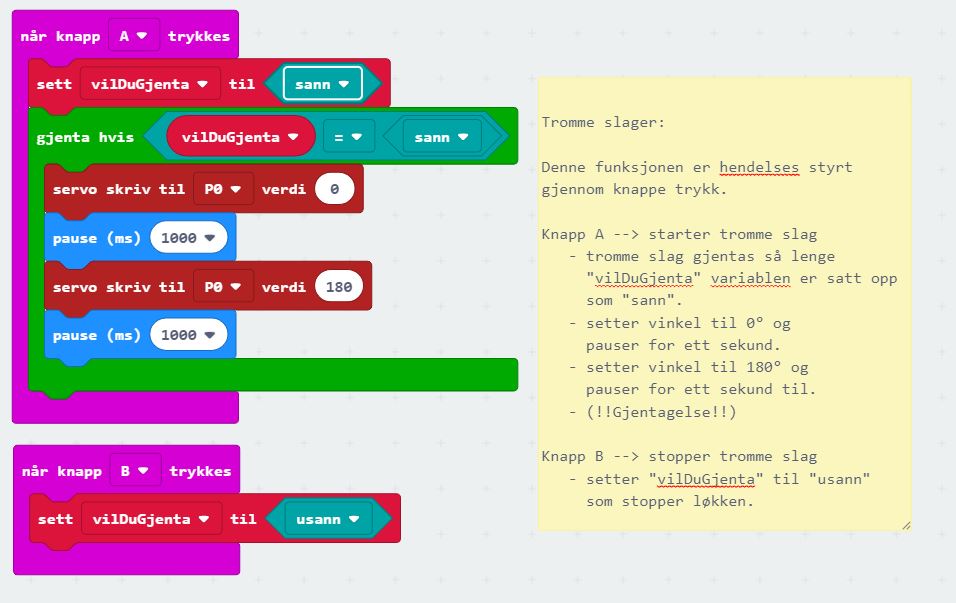 når knapp A trykkes
sett vilDuGjenta til sann
gjenta hvis vilDuGjenta = sann
servo skriv til P0 verdi 0
pause (ms) 1000
servo skriv til P0 verdi 180
pause (ms) 1000
når knapp B trykkes
sett vilDuGjenta til usann
Tromme slager:
Denne funksjonen er hendelses styrt
gjennom knappe trykk.
Knapp A --> starter tromme slag
- tromme slag gjentas så lenge
"vilDuGjenta" variablen er satt opp
som "sann".
- setter vinkel til 0° og
pauser for ett sekund.
- setter vinkel til 180° og
pauser for ett sekund til.
- (!!Gjentagelse!!)
Knapp B --> stopper tromme slag
- setter "vilDuGjenta" til "usann"
som stopper løkken.